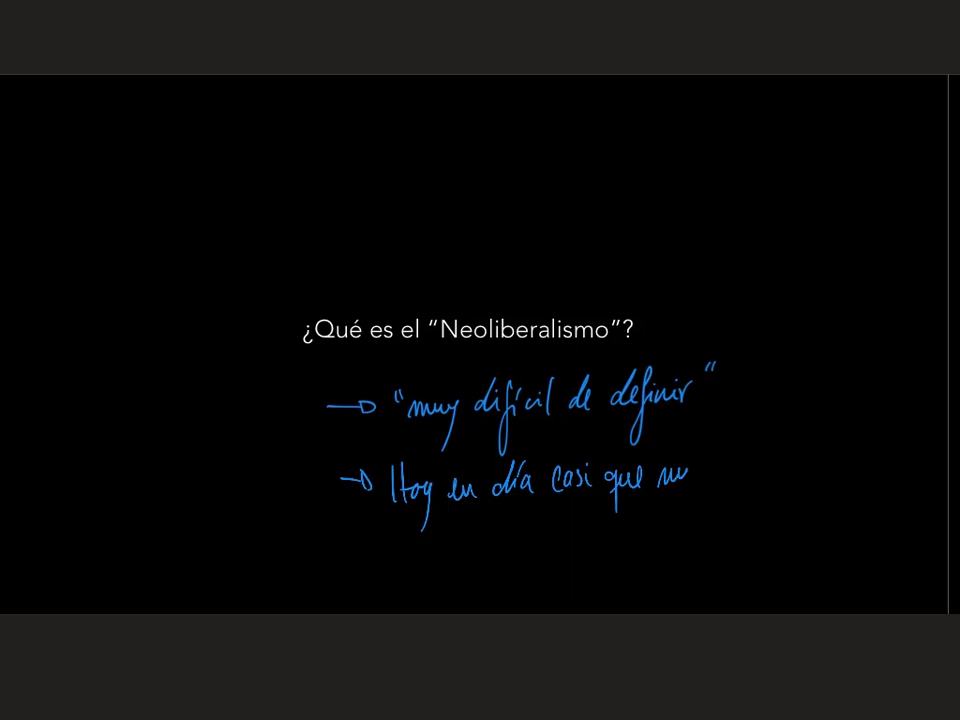 ¿Qué es el “Neoliberalismo”?
→ "muy difícil de definir"
→ Hoy en día casi que